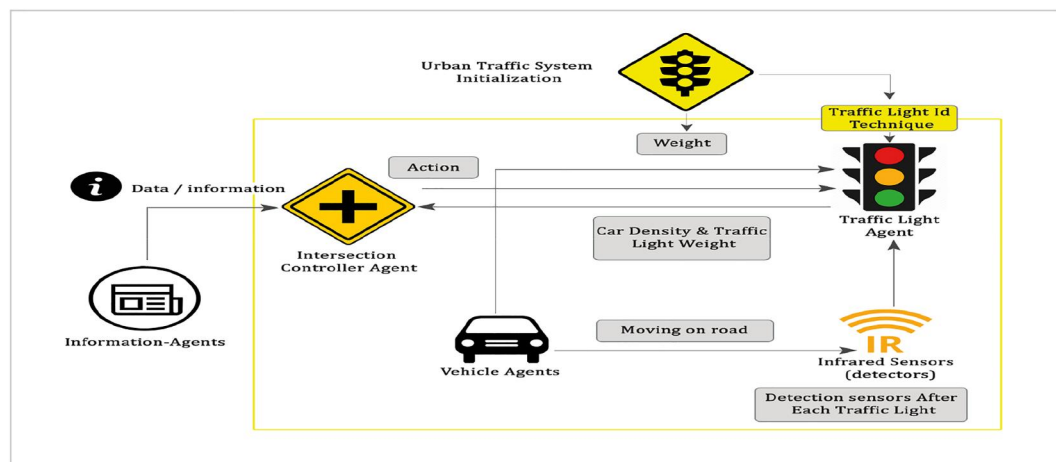 Urban Traffic System
Initialization
Traffic Light Id
Technique
Weight
Action
i
Data / information
Car Density & Traffic
Light Weight
Traffic Light
Agent
Intersection
Controller Agent
Information-Agents
Moving on road
Vehicle Agents
IR
Infrared Sensors
(detectors)
Detection sensors After
Each Traffic Light